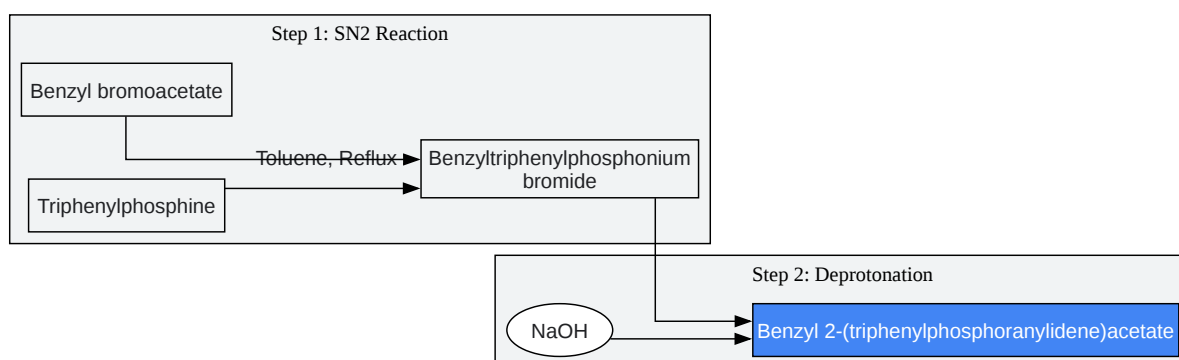 Step 1: SN2 Reaction
Benzyl bromoacetate
Toluene, Reflux
Benzyltriphenylphosphonium
bromide
Triphenylphosphine
Step 2: Deprotonation
NaOH
Benzyl 2-(triphenylphosphoranylidene)acetate